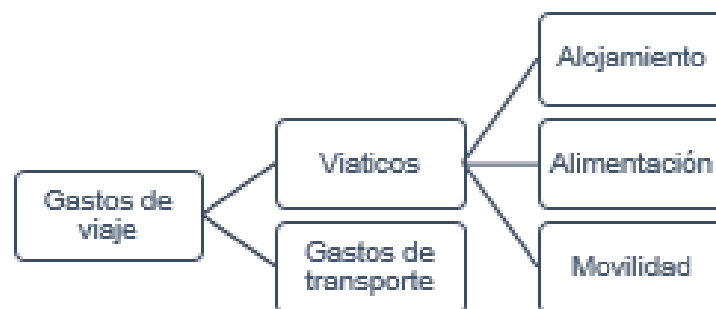 Alojamiento
Viaticos
Alimentación
Gastos de
viaje
Gastos de
transporte
Movilidad